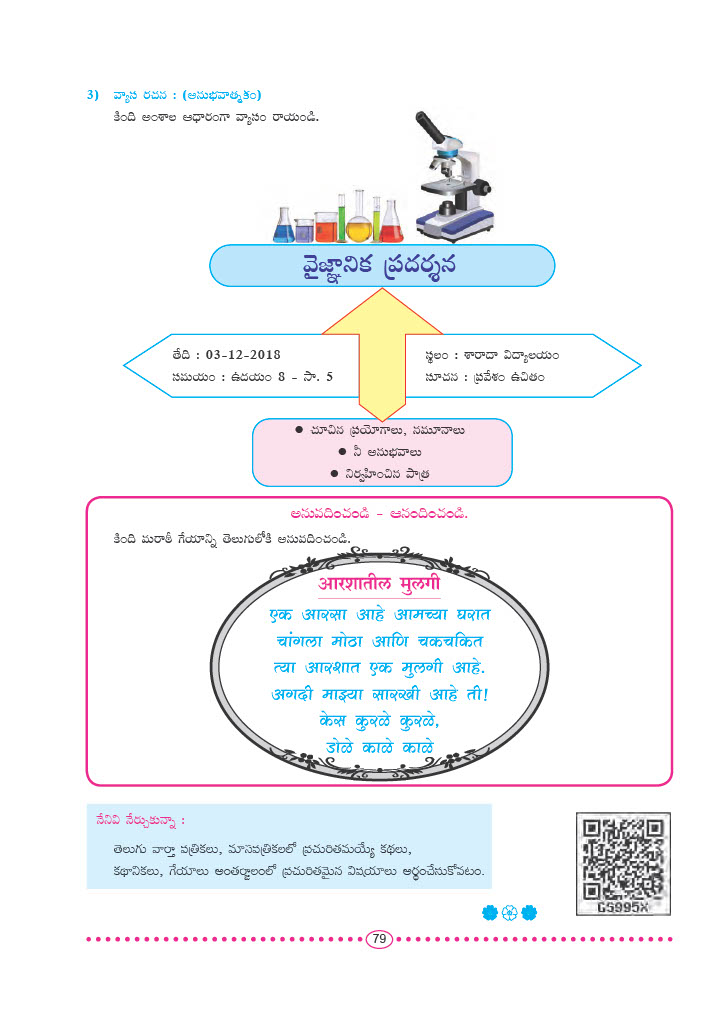 3) వ్యాస రచన : (అనుభవాత్మకం)
కింది అంశాల ఆధారంగా వ్యాసం రాయండి.
వైజ్ఞానిక ప్రదర్శన
తేది : 03-12-2018
సమయం : ఉదయం 8 - సా. 5
స్థలం : శారాదా విద్యాలయం
సూచన : ప్రవేశం ఉచితం
● చూచిన ప్రయోగాలు, నమూనాలు
● నీ అనుభవాలు
● నిర్వహించిన పాత్ర
అనువదించండి - ఆనందించండి.
కింది మరాఠీ గేయాన్ని తెలుగులోకి అనువదించండి.
आरशातील मुलगी
एक आरसा आहे आमच्या घरात
चांगला मोठा आणि चकचकित
त्या आरशात एक मुलगी आहे.
अगदी माझ्या सारखी आहे ती!
केस कुरळे कुरळे,
डोळे काळे काळे
నేనివి నేర్చుకున్నా :
తెలుగు వార్తా పత్రికలు, మాసపత్రికలలో ప్రచురితమయ్యే కథలు,
కథానికలు, గేయాలు అంతర్జాలంలో ప్రచురితమైన విషయాలు అర్థంచేసుకోవటం.
GS995X
79